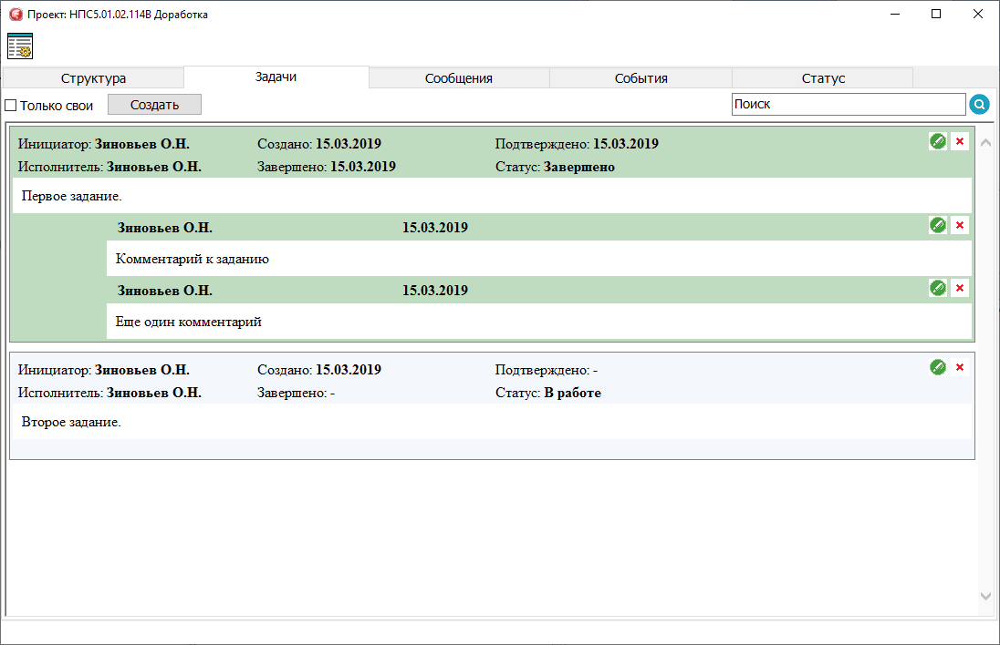 Проект: НПС5.01.02.114В Доработка
Структура Задачи Сообщения События Статус
Только свои Создать Поиск
Инициатор: Зиновьев О.Н. Создано: 15.03.2019 Подтверждено: 15.03.2019
Исполнитель: Зиновьев О.Н. Завершено: 15.03.2019 Статус: Завершено
Первое задание.
Зиновьев О.Н. 15.03.2019
Комментарий к заданию
Зиновьев О.Н. 15.03.2019
Еще один комментарий
Инициатор: Зиновьев О.Н. Создано: 15.03.2019 Подтверждено: -
Исполнитель: Зиновьев О.Н. Завершено: - Статус: В работе
Второе задание.